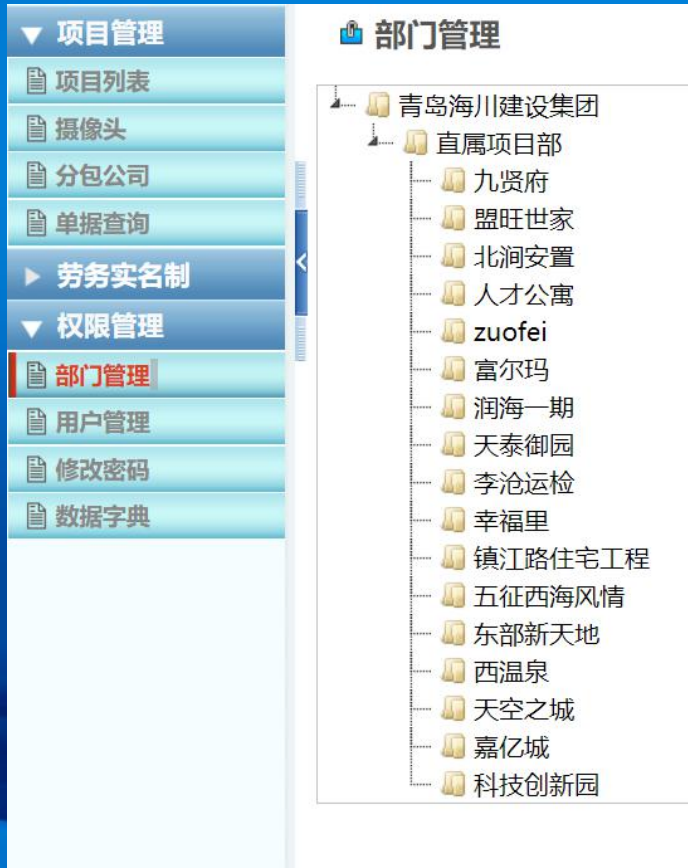 项目管理
项目列表
摄像头
分包公司
单据查询
劳务实名制
权限管理
部门管理
用户管理
修改密码
数据字典
部门管理
青岛海川建设集团
直属项目部
九贤府
盟旺世家
北涧安置
人才公寓
zuofei
富尔玛
润海一期
天泰御园
李沧运检
幸福里
镇江路住宅工程
五征西海风情
东部新天地
西温泉
天空之城
嘉亿城
科技创新园